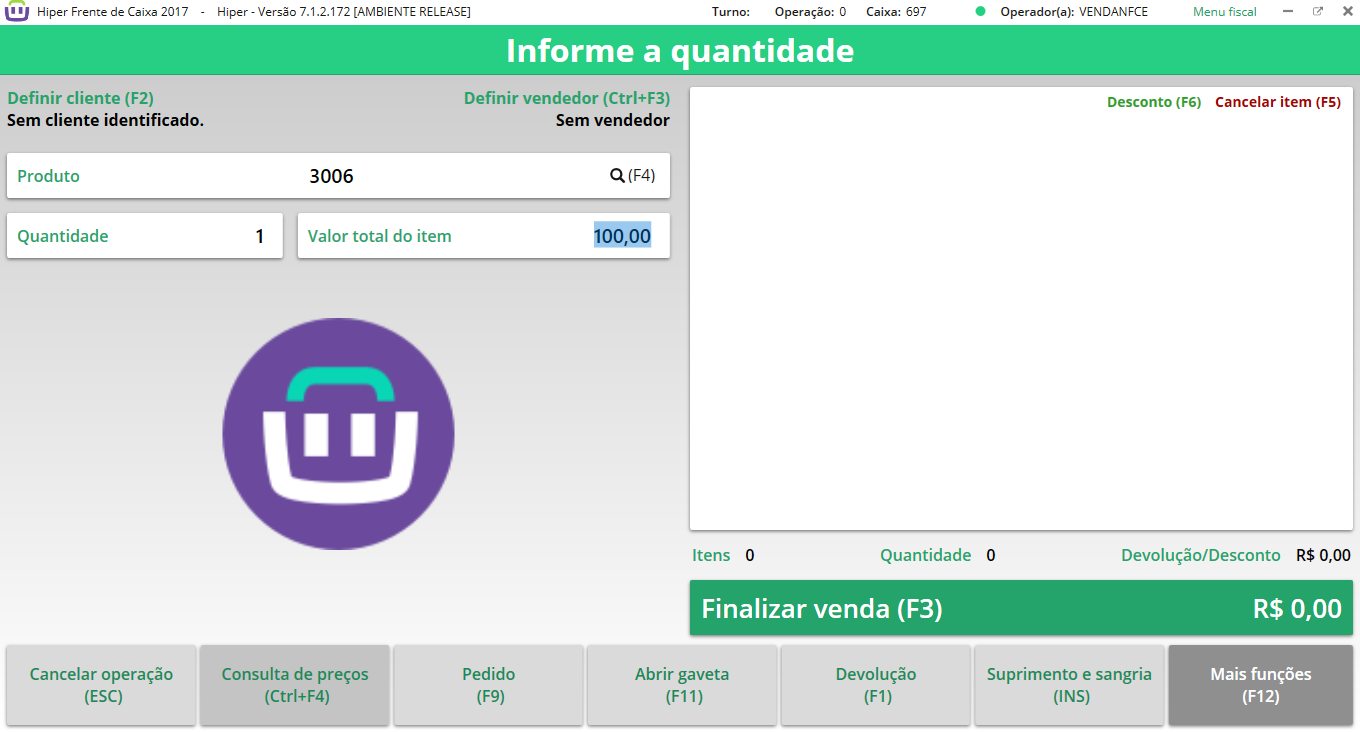 Hiper Frente de Caixa 2017 - Hiper - Versão 7.1.2.172 [AMBIENTE RELEASE] Turno: Operação: 0 Caixa: 697 Operador(a): VENDANFCE Menu fiscal
Informe a quantidade
Definir cliente (F2) Definir vendedor (Ctrl+F3)
Sem cliente identificado. Sem vendedor
Produto 3006 (F4)
Quantidade 1 Valor total do item 100,00
Desconto (F6) Cancelar item (F5)
Itens 0 Quantidade 0 Devolução/Desconto R$ 0,00
Finalizar venda (F3) R$ 0,00
Cancelar operação
(ESC)
Consulta de preços
(Ctrl+F4)
Pedido
(F9)
Abrir gaveta
(F11)
Devolução
(F1)
Suprimento e sangria
(INS)
Mais funções
(F12)